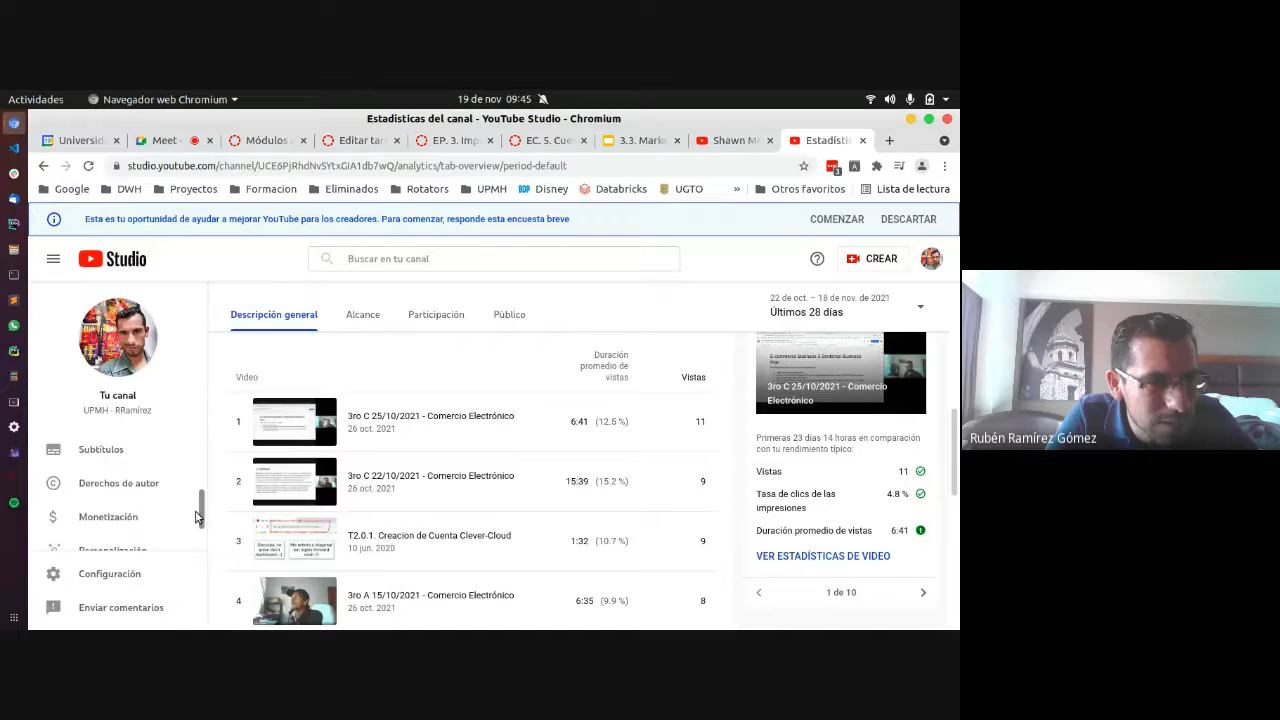 Actividades
Navegador web Chromium
19 de nov 09:45
Estadísticas del canal - YouTube Studio - Chromium
Universid
Meet -
Módulos
Editar ta
EP. 3. Imp
EC. 5. Cue
3.3. Mark
Shawn Me
Estadístic
studio.youtube.com/channel/UCE6PjRhdNvSYtxGIA1db7wQ/analytics/tab-overview/period-default
Google
DWH
Proyectos
Formacion
Eliminados
Rotators
UPMH
Disney
Databricks
UGTO
»
Otros favoritos
Lista de lectura
Esta es tu oportunidad de ayudar a mejorar YouTube para los creadores. Para comenzar, responde esta encuesta breve
COMENZAR
DESCARTAR
Studio
Buscar en tu canal
CREAR
Tu canal
UPMH - RRamírez
Subtítulos
Derechos de autor
Monetización
Personalización
Configuración
Enviar comentarios
Descripción general
Alcance
Participación
Público
22 de oct. – 18 de nov. de 2021
Últimos 28 días
Video
Duración
promedio de
vistas
Vistas
1
3ro C 25/10/2021 - Comercio Electrónico
26 oct. 2021
6:41 (12.5 %)
11
2
3ro C 22/10/2021 - Comercio Electrónico
26 oct. 2021
5:39 (15.2 %)
9
3
T2.0.1. Creacion de Cuenta Clever-Cloud
10 jun. 2020
1:32 (10.7 %)
9
4
3ro A 15/10/2021 - Comercio Electrónico
26 oct. 2021
6:35 (9.9 %)
8
E-commerce Business 3 Sentence Business
Plan
3ro C 25/10/2021 - Comercio
Electrónico
Primeras 23 días 14 horas en comparación
con tu rendimiento típico:
Vistas
11
Tasa de clics de las
impresiones
4.8 %
Duración promedio de vistas
6:41
VER ESTADÍSTICAS DE VIDEO
1 de 10
Rubén Ramírez Gómez